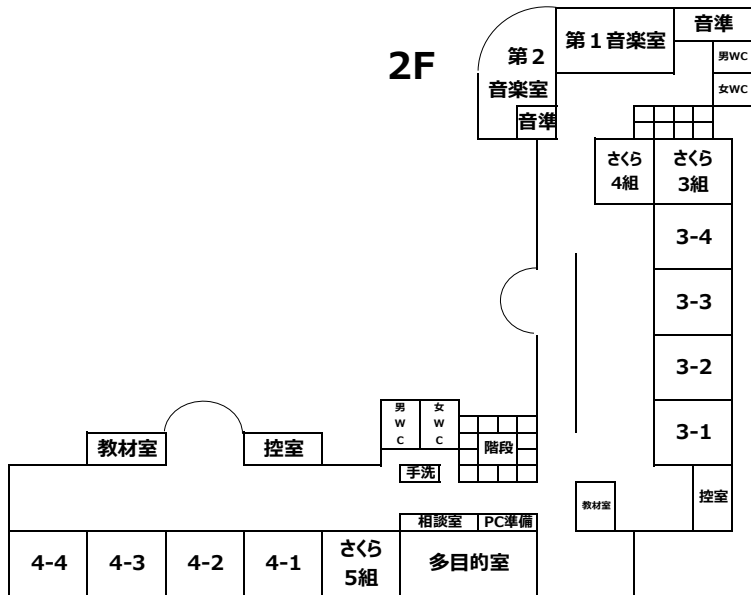 2F
第２
音楽室
音準
第１音楽室
音準
男WC
女WC
さくら
4組
さくら
3組
3-4
3-3
3-2
3-1
控室
教材室
男
W
C
女
W
C
階段
手洗
教材室
控室
相談室
PC準備
4-4
4-3
4-2
4-1
さくら
5組
多目的室